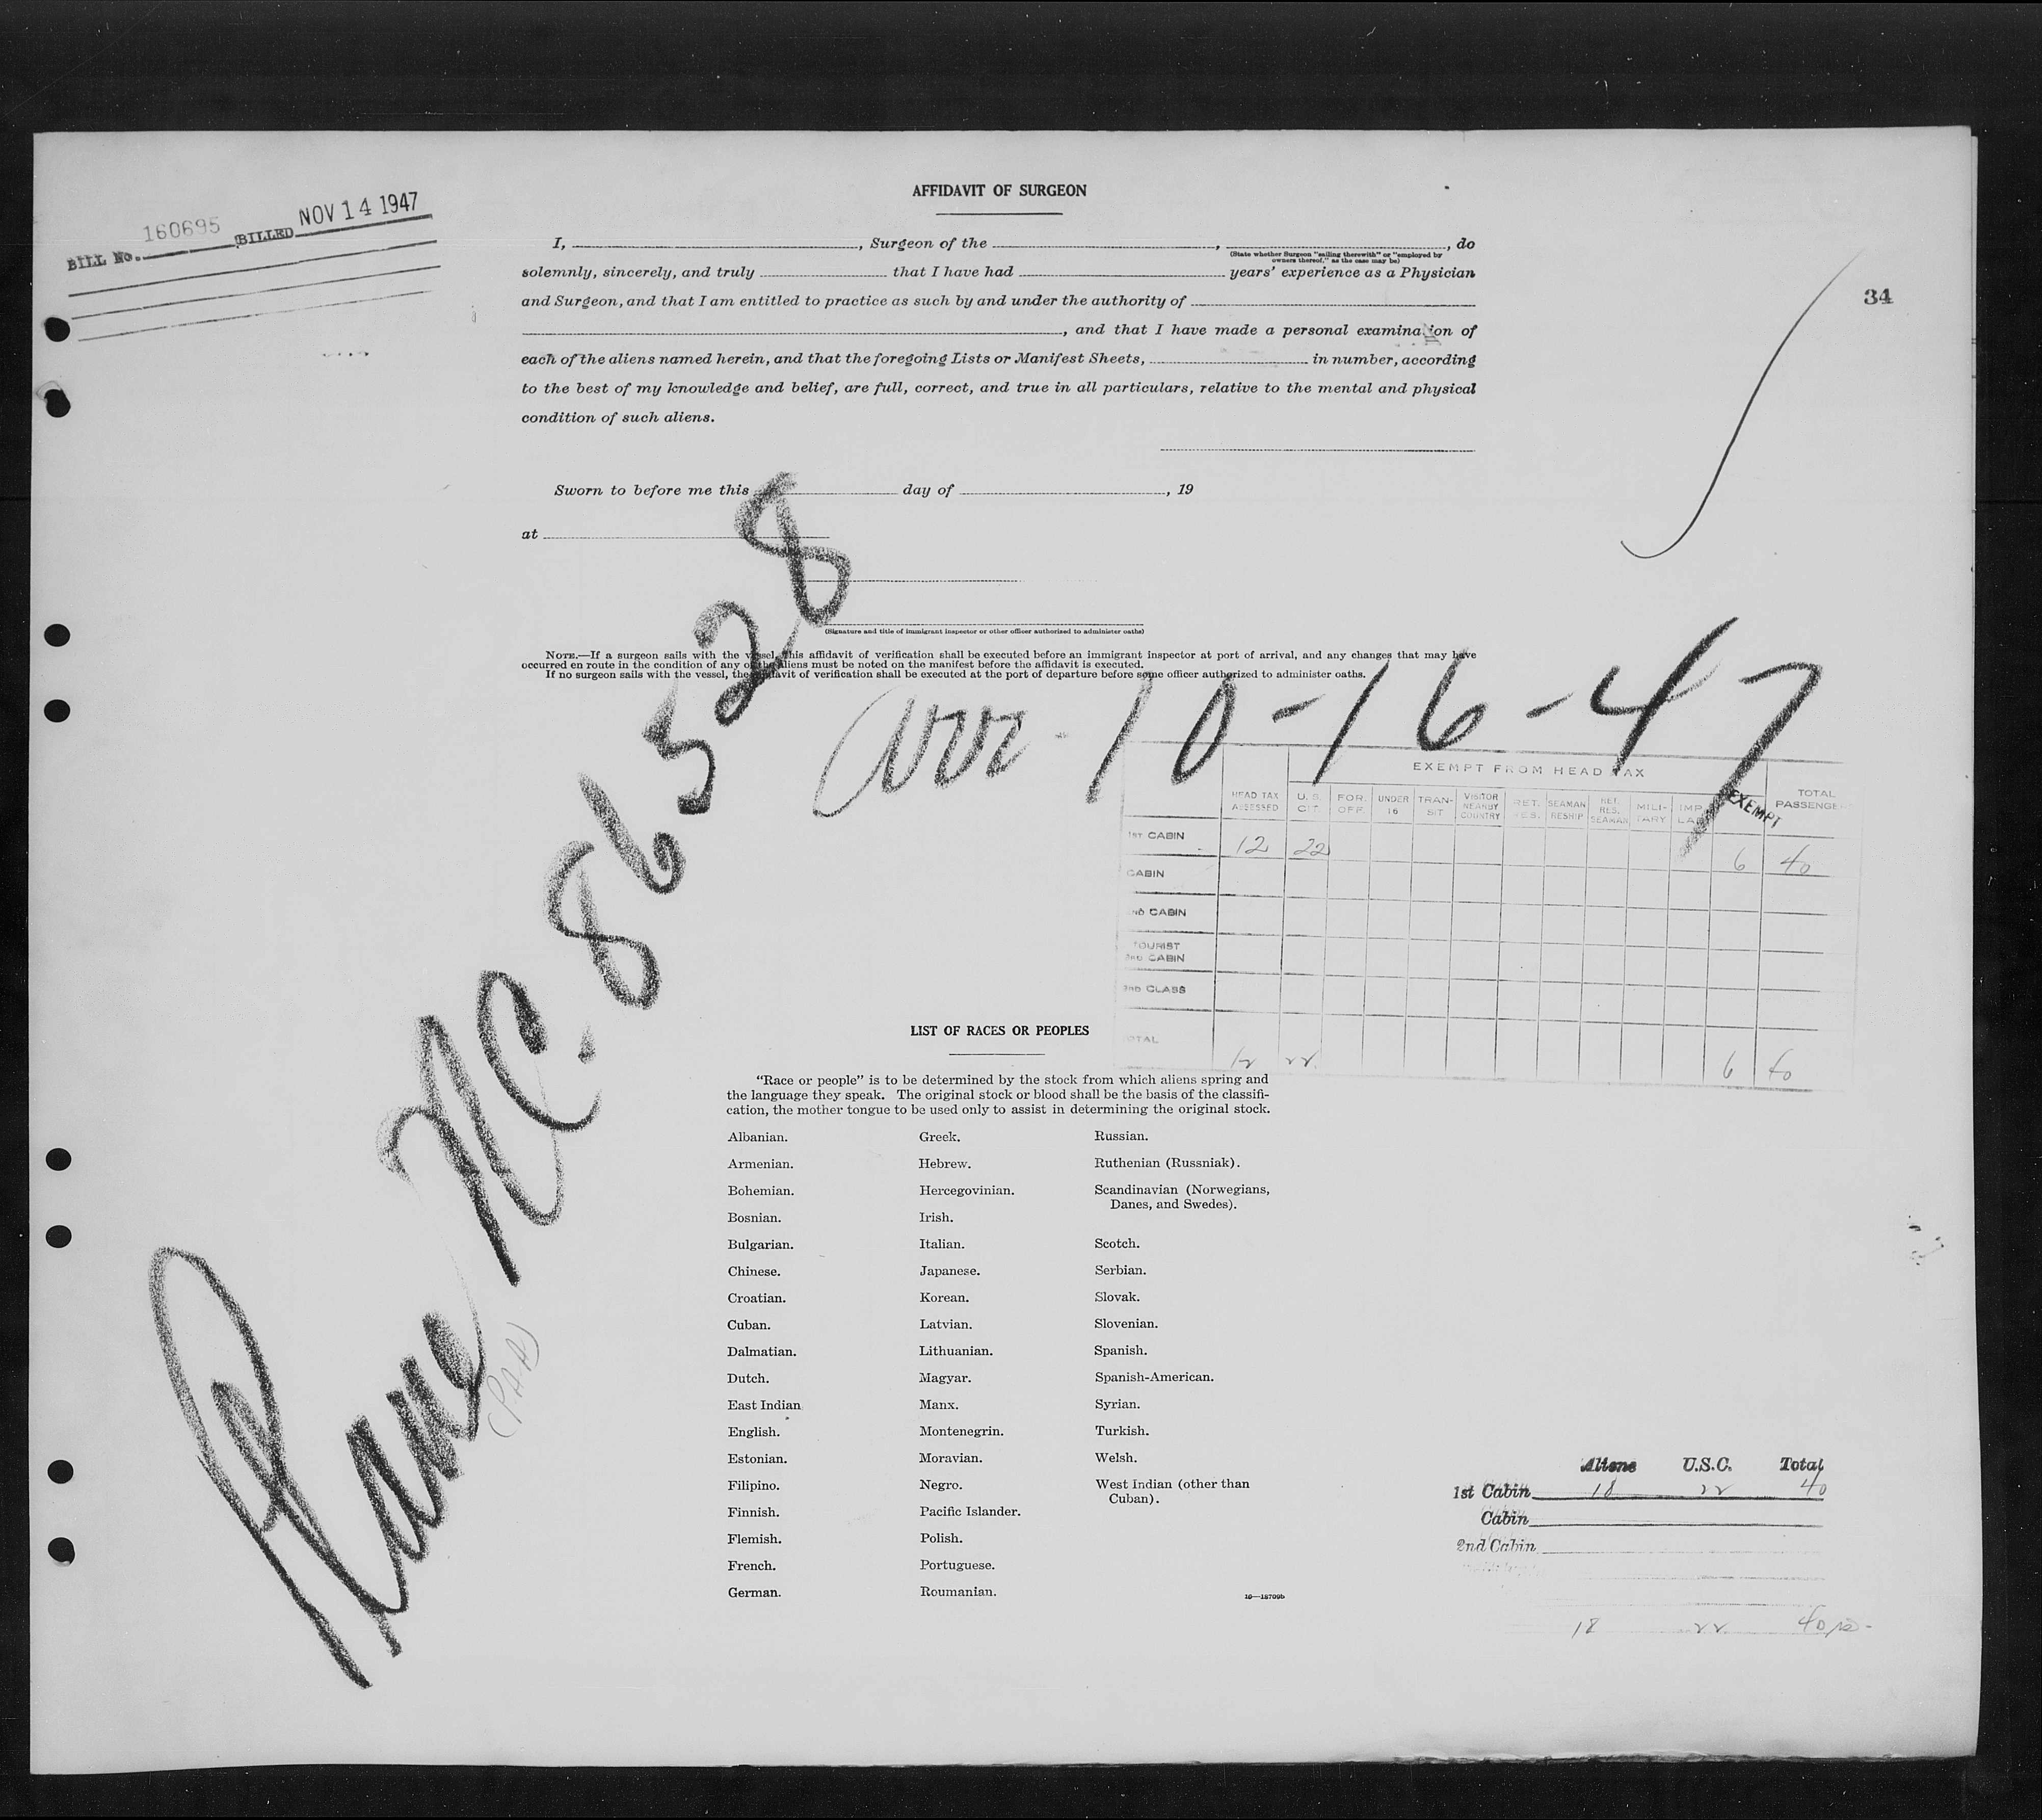 BILL No. 160695 BILLED NOV 14 1947
34
AFFIDAVIT OF SURGEON
I, , Surgeon of the , , do
(State whether Surgeon "sailing therewith" or "employed by
owners thereof," as the case may be)
solemnly, sincerely, and truly that I have had years' experience as a Physician
and Surgeon, and that I am entitled to practice as such by and under the authority of
, and that I have made a personal examination of
each of the aliens named herein, and that the foregoing Lists or Manifest Sheets, in number, according
to the best of my knowledge and belief, are full, correct, and true in all particulars, relative to the mental and physical
condition of such aliens.
Sworn to before me this day of , 19
at
(Signature and title of immigrant inspector or other officer authorized to administer oaths)
NOTE.—If a surgeon sails with the vessel, this affidavit of verification shall be executed before an immigrant inspector at port of arrival, and any changes that may have
occurred en route in the condition of any of the aliens must be noted on the manifest before the affidavit is executed.
If no surgeon sails with the vessel, the affidavit of verification shall be executed at the port of departure before some officer authorized to administer oaths.
Plane NC. 86528
(PAA)
arr - 10-16-47
EXEMPT FROM HEAD TAX
HEAD TAX ASSESSED U.S. CIT. FOR. OFF. UNDER 16 TRAN-SIT VISITOR NEARBY COUNTRY RET. RES. SEAMAN RESHIP RET. RES. SEAMAN MILI-TARY EXEMPT TOTAL
1ST CABIN 12 22 6 40
CABIN
2ND CABIN
TOURIST
3RD CABIN
3RD CLASS
TOTAL 12 22 6 40
LIST OF RACES OR PEOPLES
"Race or people" is to be determined by the stock from which aliens spring and
the language they speak. The original stock or blood shall be the basis of the classifi-
cation, the mother tongue to be used only to assist in determining the original stock.
Albanian. Greek. Russian.
Armenian. Hebrew. Ruthenian (Russniak).
Bohemian. Hercegovinian. Scandinavian (Norwegians,
Danes, and Swedes).
Bosnian. Irish.
Bulgarian. Italian. Scotch.
Chinese. Japanese. Serbian.
Croatian. Korean. Slovak.
Cuban. Latvian. Slovenian.
Dalmatian. Lithuanian. Spanish.
Dutch. Magyar. Spanish-American.
East Indian Manx. Syrian.
English. Montenegrin. Turkish.
Estonian. Moravian. Welsh.
Filipino. Negro. West Indian (other than
Cuban).
Finnish. Pacific Islander.
Flemish. Polish.
French. Portuguese.
German. Roumanian.
16—18709b
Aliens U.S.C. Total
1st Cabin 18 22 40
Cabin
2nd Cabin
18 22 40